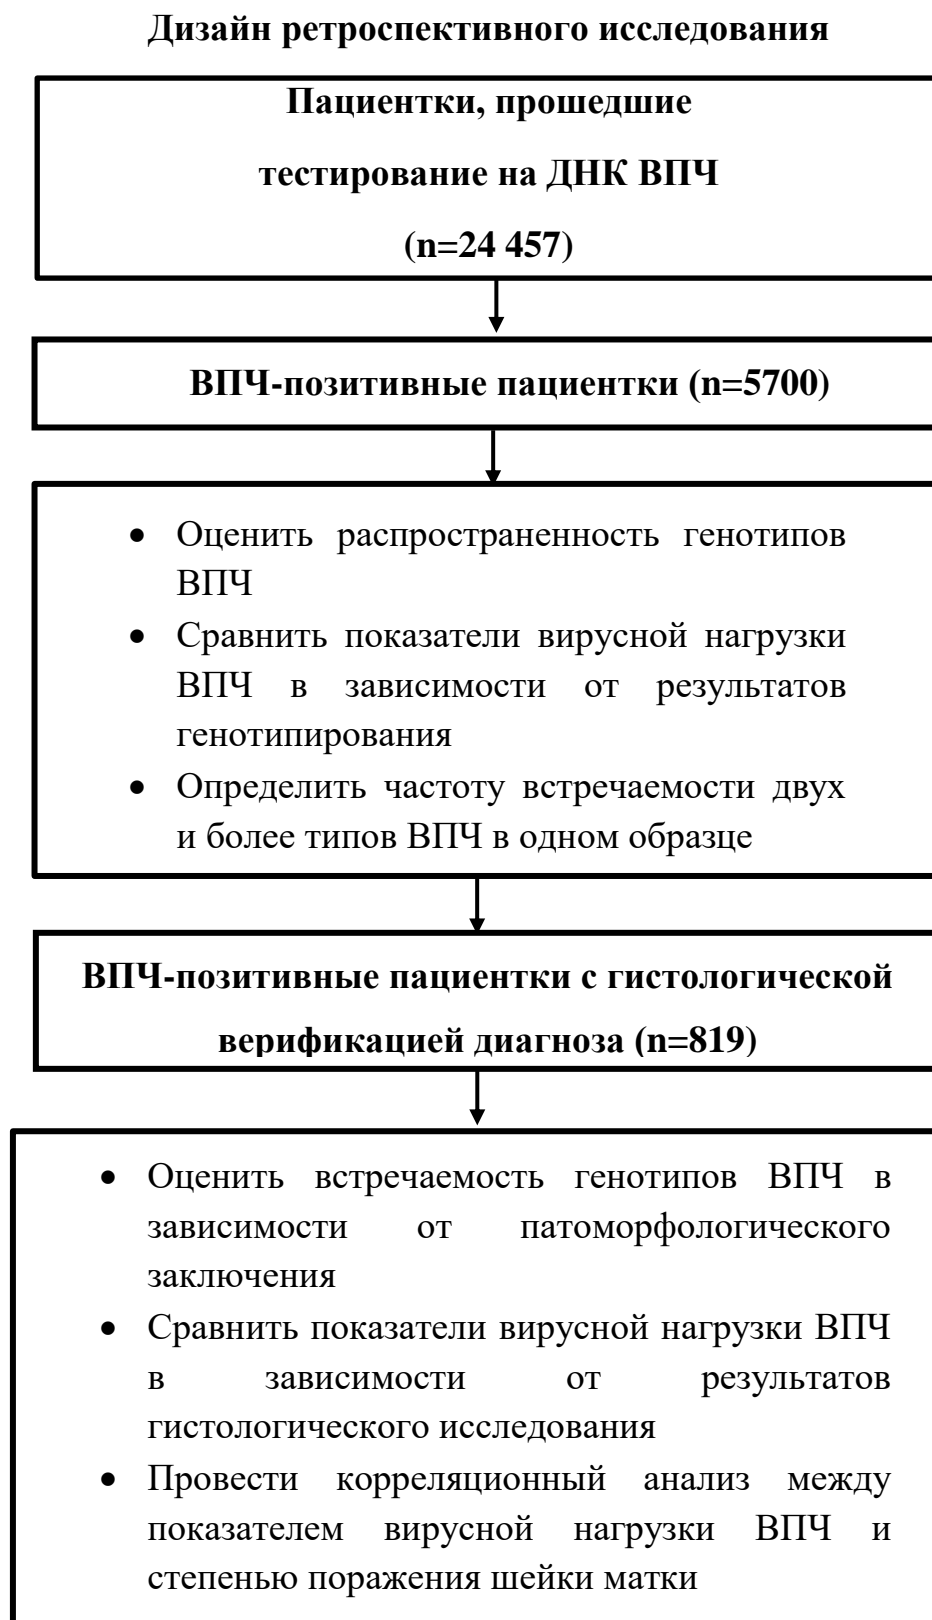 Дизайн ретроспективного исследования
Пациентки, прошедшие
тестирование на ДНК ВПЧ
(n=24 457)
ВПЧ-позитивные пациентки (n=5700)
• Оценить распространенность генотипов
ВПЧ
• Сравнить показатели вирусной нагрузки
ВПЧ в зависимости от результатов
генотипирования
• Определить частоту встречаемости двух
и более типов ВПЧ в одном образце
ВПЧ-позитивные пациентки с гистологической
верификацией диагноза (n=819)
• Оценить встречаемость генотипов ВПЧ в
зависимости от патоморфологического
заключения
• Сравнить показатели вирусной нагрузки ВПЧ
в зависимости от результатов
гистологического исследования
• Провести корреляционный анализ между
показателем вирусной нагрузки ВПЧ и
степенью поражения шейки матки